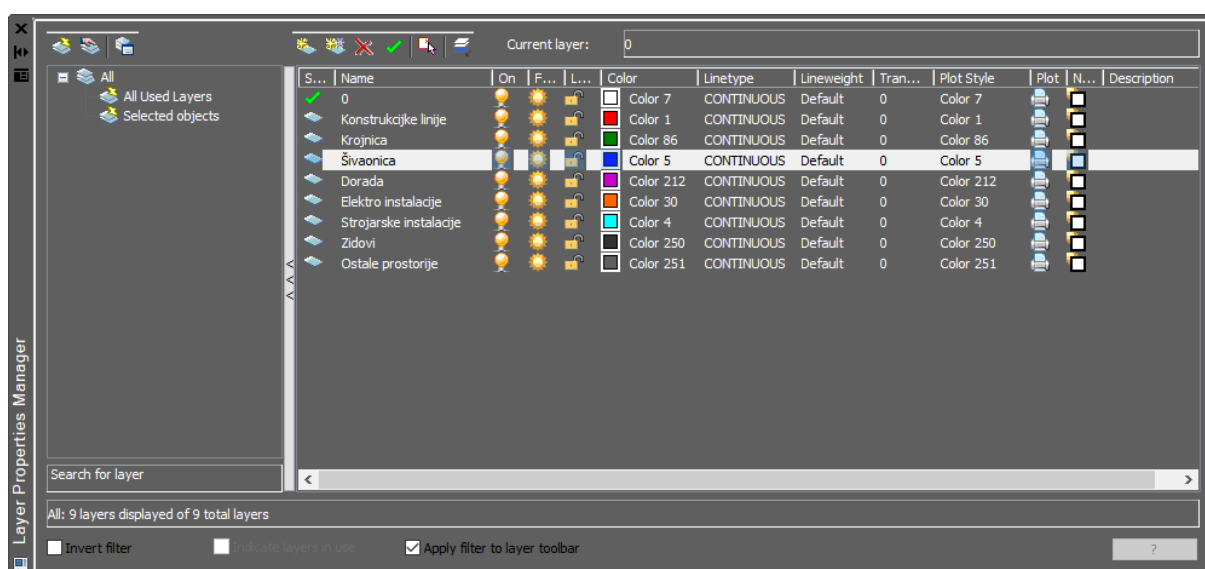 Current layer: 0
All
All Used Layers
Selected objects
S... Name On F... L... Color Linetype Lineweight Tran... Plot Style Plot N... Description
0 Color 7 CONTINUOUS Default 0 Color 7
Konstrukcijke linije Color 1 CONTINUOUS Default 0 Color 1
Krojnica Color 86 CONTINUOUS Default 0 Color 86
Šivaonica Color 5 CONTINUOUS Default 0 Color 5
Dorada Color 212 CONTINUOUS Default 0 Color 212
Elektro instalacije Color 30 CONTINUOUS Default 0 Color 30
Strojarske instalacije Color 4 CONTINUOUS Default 0 Color 4
Zidovi Color 250 CONTINUOUS Default 0 Color 250
Ostale prostorije Color 251 CONTINUOUS Default 0 Color 251
<
<
<
Search for layer
< >
All: 9 layers displayed of 9 total layers
Invert filter Indicate layers in use Apply filter to layer toolbar ?
Layer Properties Manager